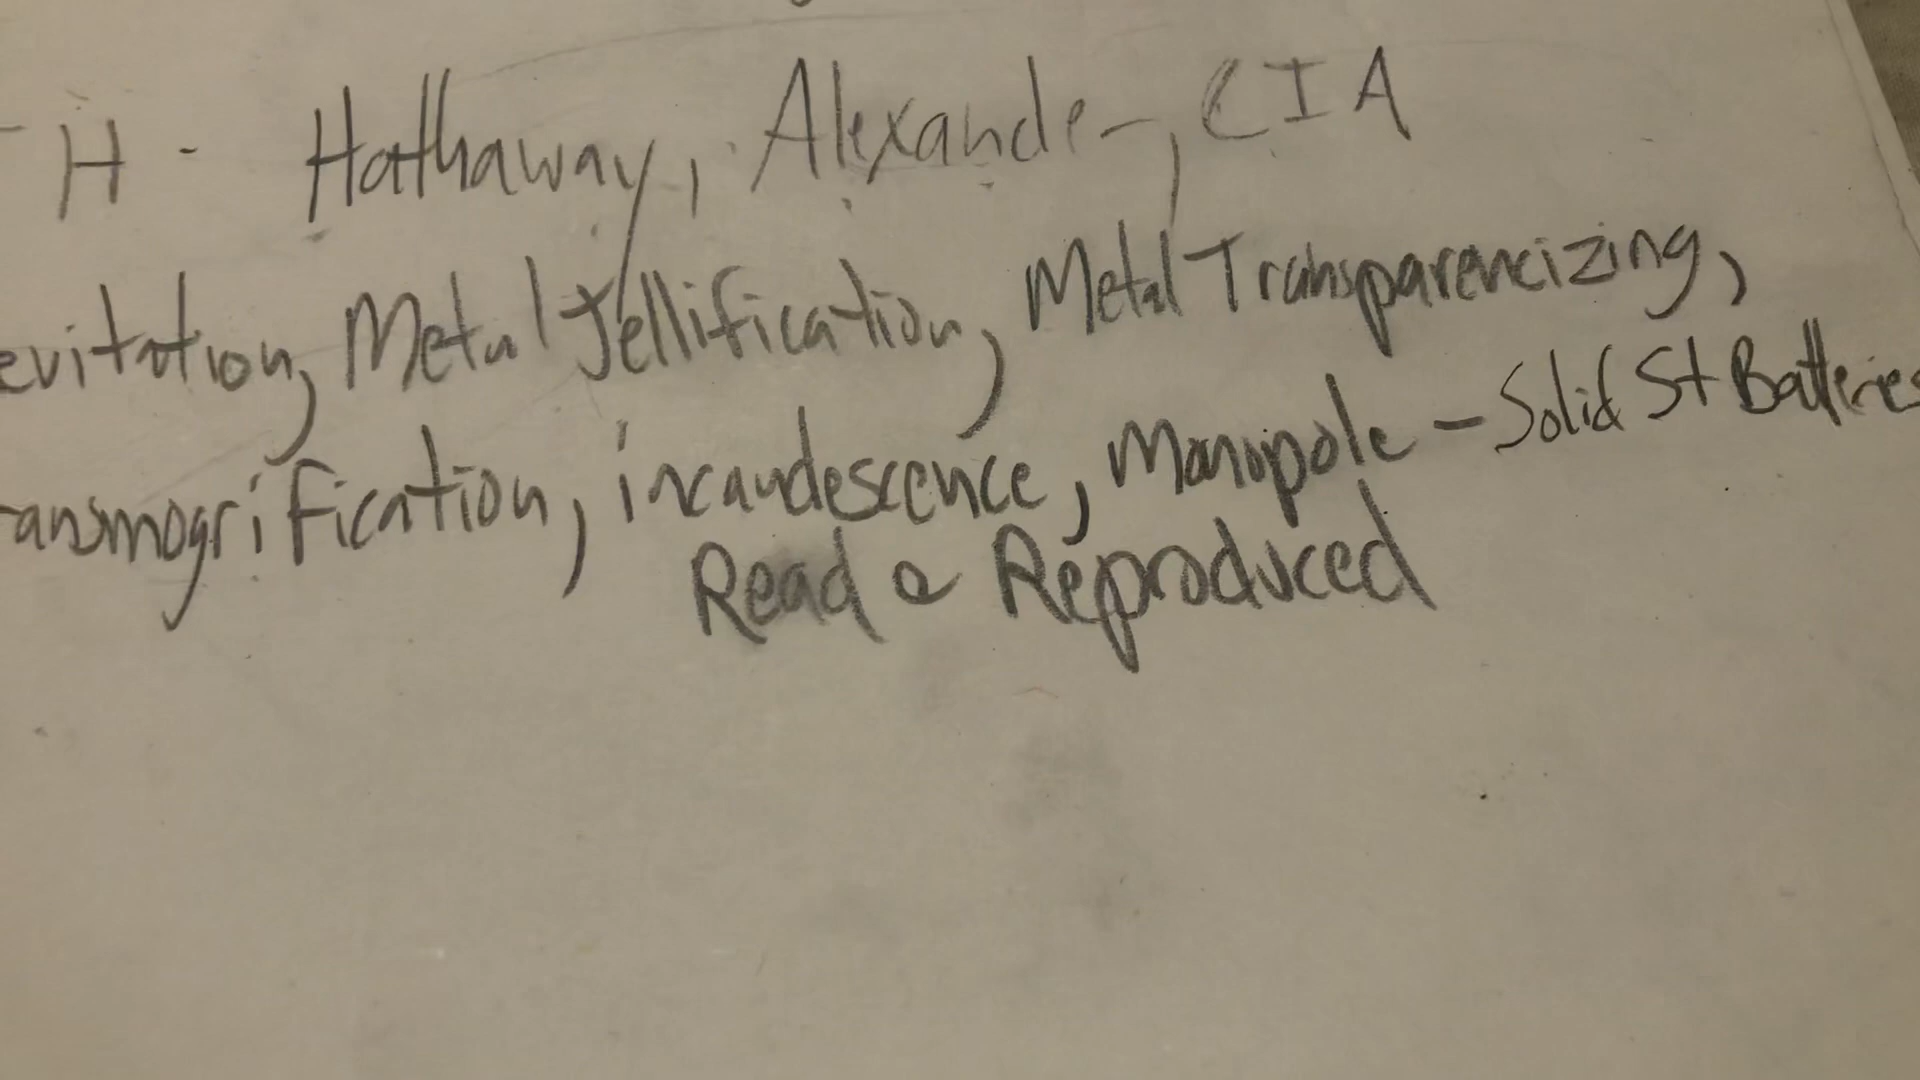 H - Hathaway, Alexander, CIA
evitation, Metal Jellification, Metal Transparencizing,
ansmogrification, incandescence, Monopole - Solid St Batteries
Read a Reproduced